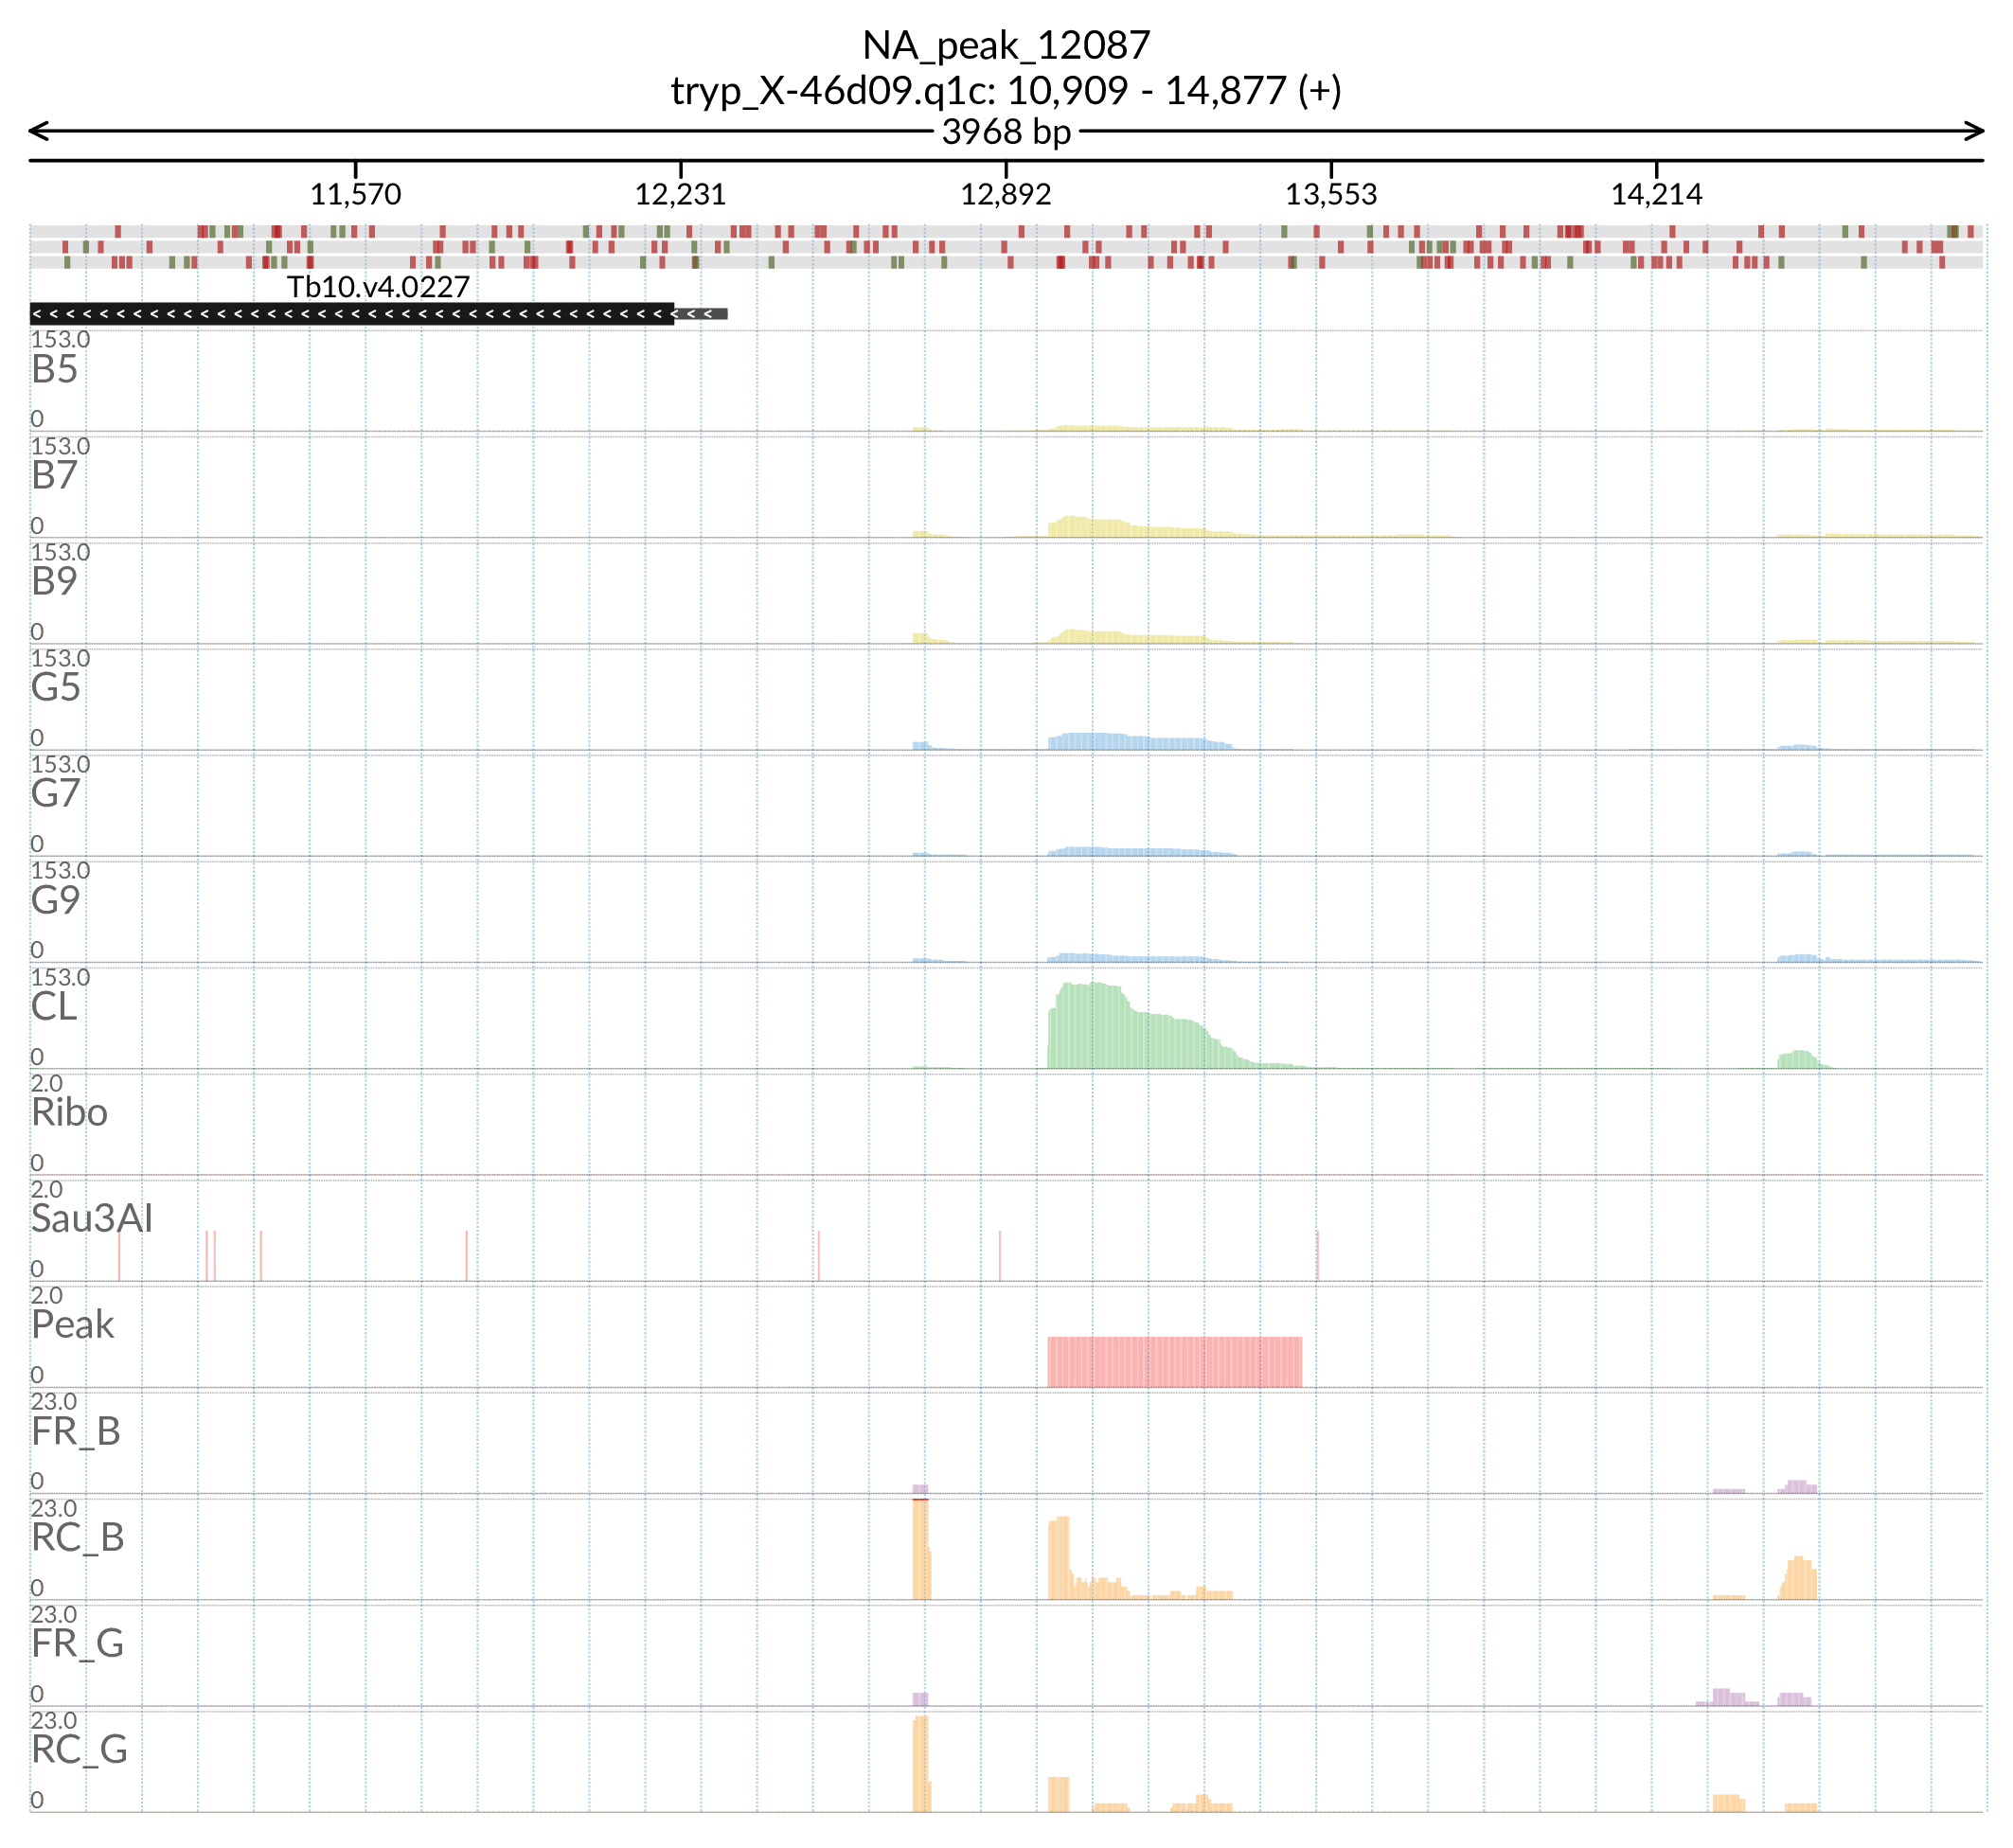 NA_peak_12087
tryp_X-46d09.q1c: 10,909 - 14,877 (+)
3968 bp
11,570 12,231 12,892 13,553 14,214
Tb10.v4.0227
153.0
B5
0
153.0
B7
0
153.0
B9
0
153.0
G5
0
153.0
G7
0
153.0
G9
0
153.0
CL
0
2.0
Ribo
0
2.0
Sau3AI
0
2.0
Peak
0
23.0
FR_B
0
23.0
RC_B
0
23.0
FR_G
0
23.0
RC_G
0